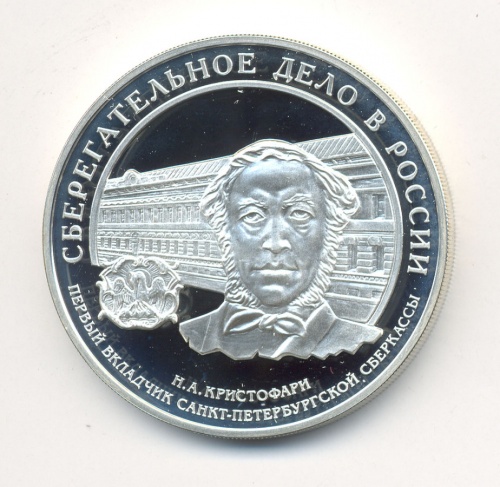 СБЕРЕГАТЕЛЬНОЕ ДЕЛО В РОССИИ
Н.А. КРИСТОФАРИ
ПЕРВЫЙ ВКЛАДЧИК САНКТ-ПЕТЕРБУРГСКОЙ СБЕРКАССЫ